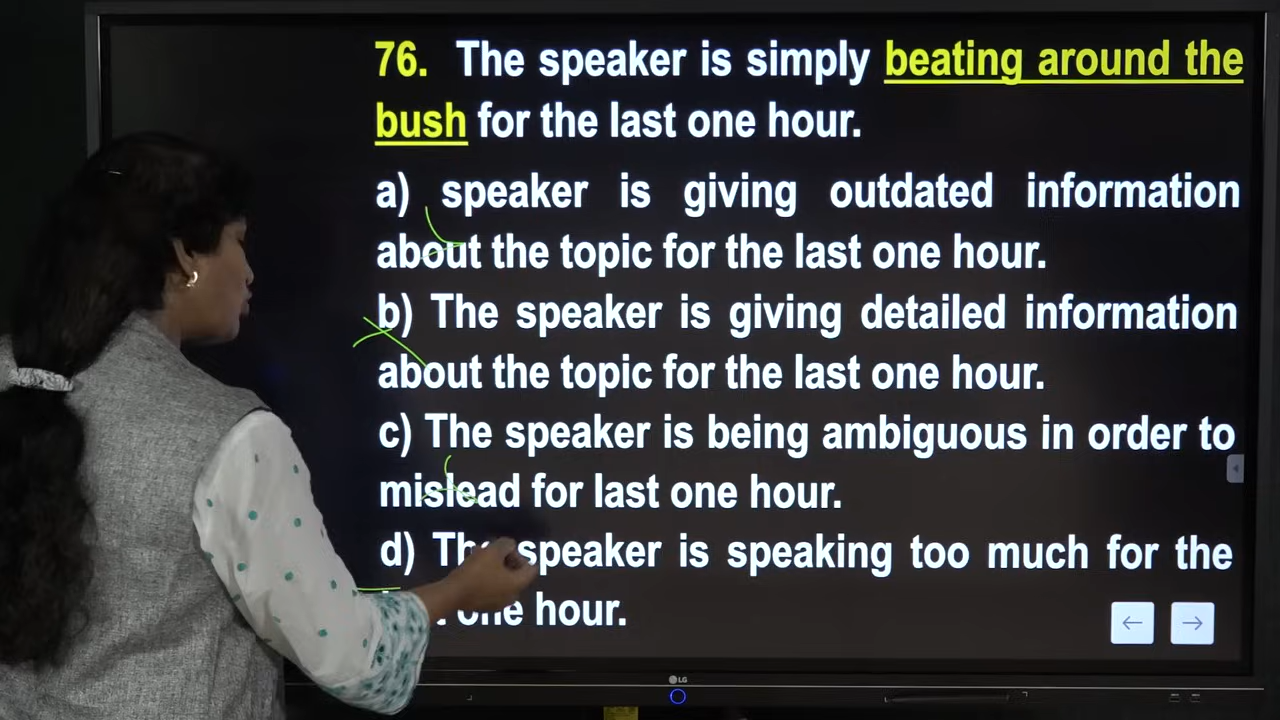 76. The speaker is simply beating around the
bush for the last one hour.
a) speaker is giving outdated information
about the topic for the last one hour.
b) The speaker is giving detailed information
about the topic for the last one hour.
c) The speaker is being ambiguous in order to
mislead for last one hour.
d) The speaker is speaking too much for the
one hour.
LG